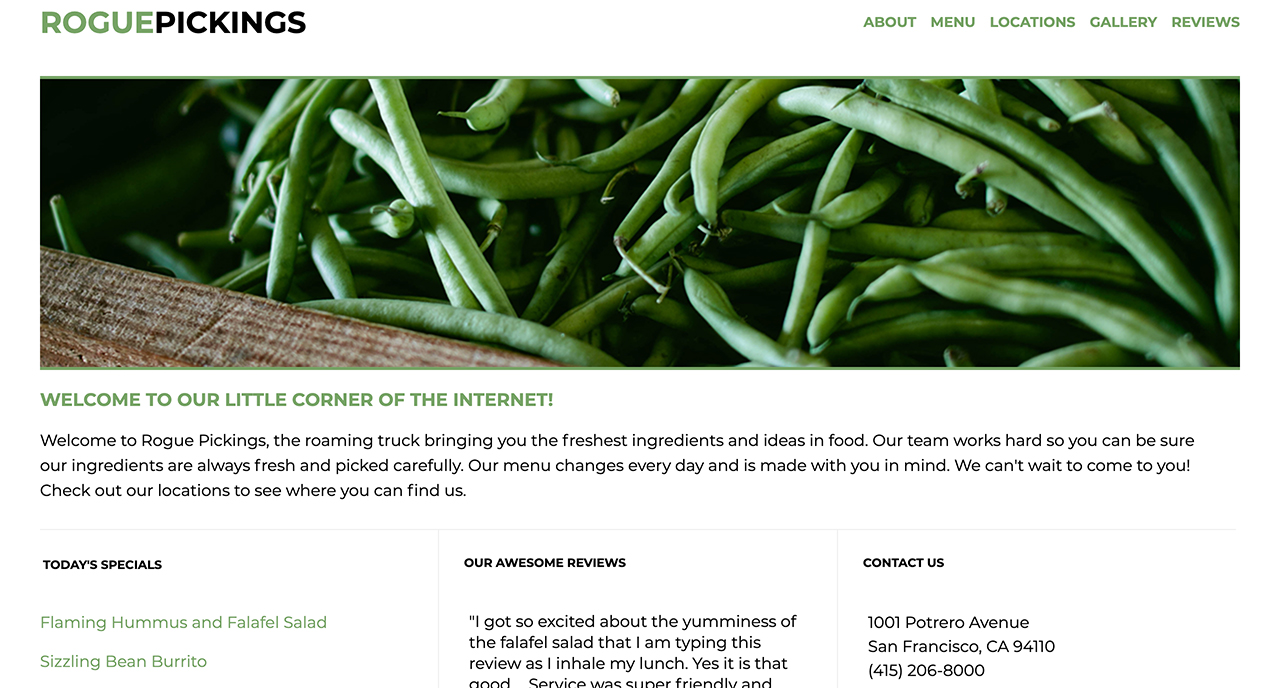 ROGUEPICKINGS
ABOUT MENU LOCATIONS GALLERY REVIEWS
WELCOME TO OUR LITTLE CORNER OF THE INTERNET!
Welcome to Rogue Pickings, the roaming truck bringing you the freshest ingredients and ideas in food. Our team works hard so you can be sure
our ingredients are always fresh and picked carefully. Our menu changes every day and is made with you in mind. We can't wait to come to you!
Check out our locations to see where you can find us.
TODAY'S SPECIALS
Flaming Hummus and Falafel Salad
Sizzling Bean Burrito
OUR AWESOME REVIEWS
"I got so excited about the yumminess of
the falafel salad that I am typing this
review as I inhale my lunch. Yes it is that
good... Service was super friendly and
CONTACT US
1001 Potrero Avenue
San Francisco, CA 94110
(415) 206-8000